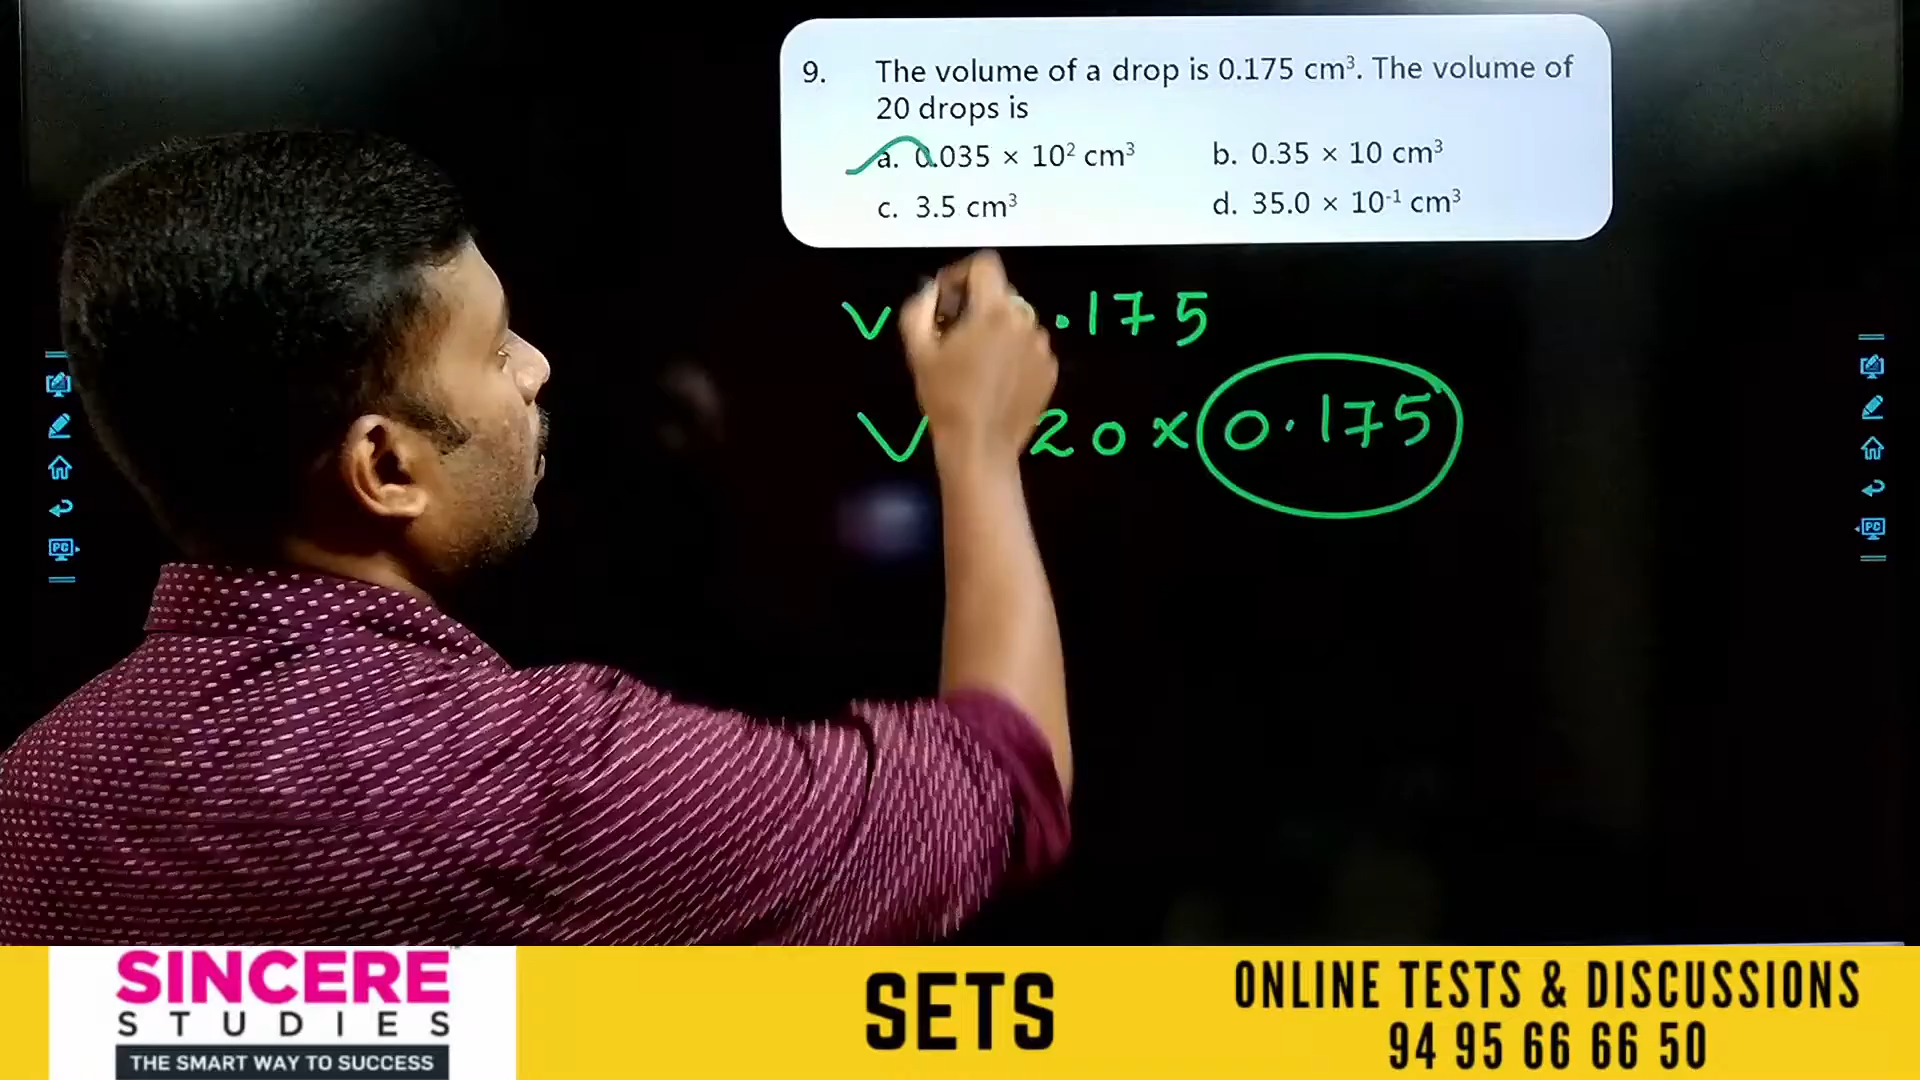 9. The volume of a drop is 0.175 cm³. The volume of
20 drops is
a. 0.035 × 10² cm³ b. 0.35 × 10 cm³
c. 3.5 cm³ d. 35.0 × 10⁻¹ cm³
V .175
V 20 × 0.175
PC
PC
SINCERE
STUDIES
THE SMART WAY TO SUCCESS
SETS
ONLINE TESTS & DISCUSSIONS
94 95 66 66 50